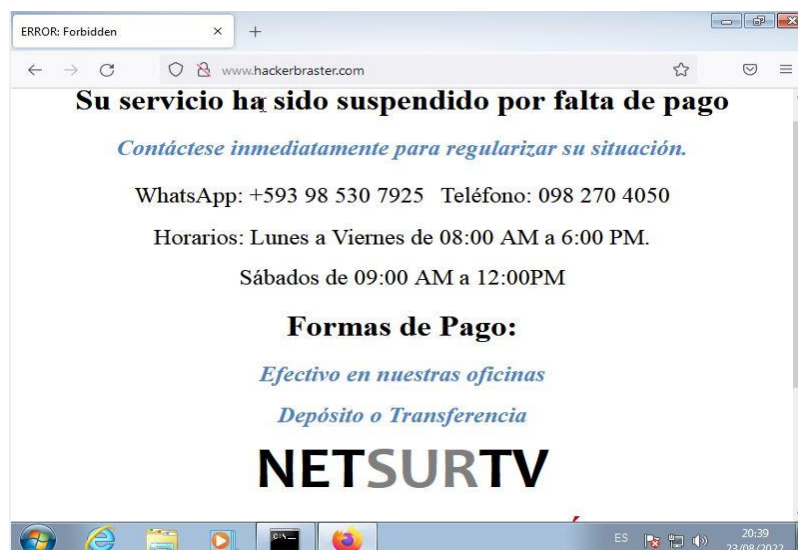 ERROR: Forbidden
www.hackerbraster.com
Su servicio ha sido suspendido por falta de pago
Contáctese inmediatamente para regularizar su situación.
WhatsApp: +593 98 530 7925 Teléfono: 098 270 4050
Horarios: Lunes a Viernes de 08:00 AM a 6:00 PM.
Sábados de 09:00 AM a 12:00PM
Formas de Pago:
Efectivo en nuestras oficinas
Depósito o Transferencia
NETSURTV
ES
20:39
23/08/2022